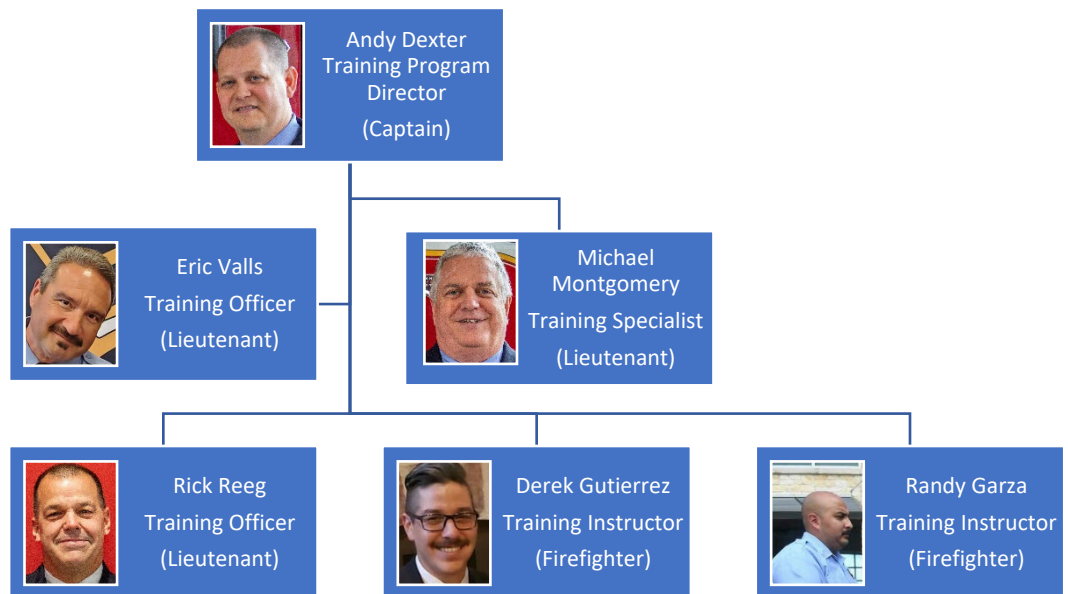 Andy Dexter
Training Program
Director
(Captain)
Eric Valls
Training Officer
(Lieutenant)
Michael
Montgomery
Training Specialist
(Lieutenant)
Rick Reeg
Training Officer
(Lieutenant)
Derek Gutierrez
Training Instructor
(Firefighter)
Randy Garza
Training Instructor
(Firefighter)